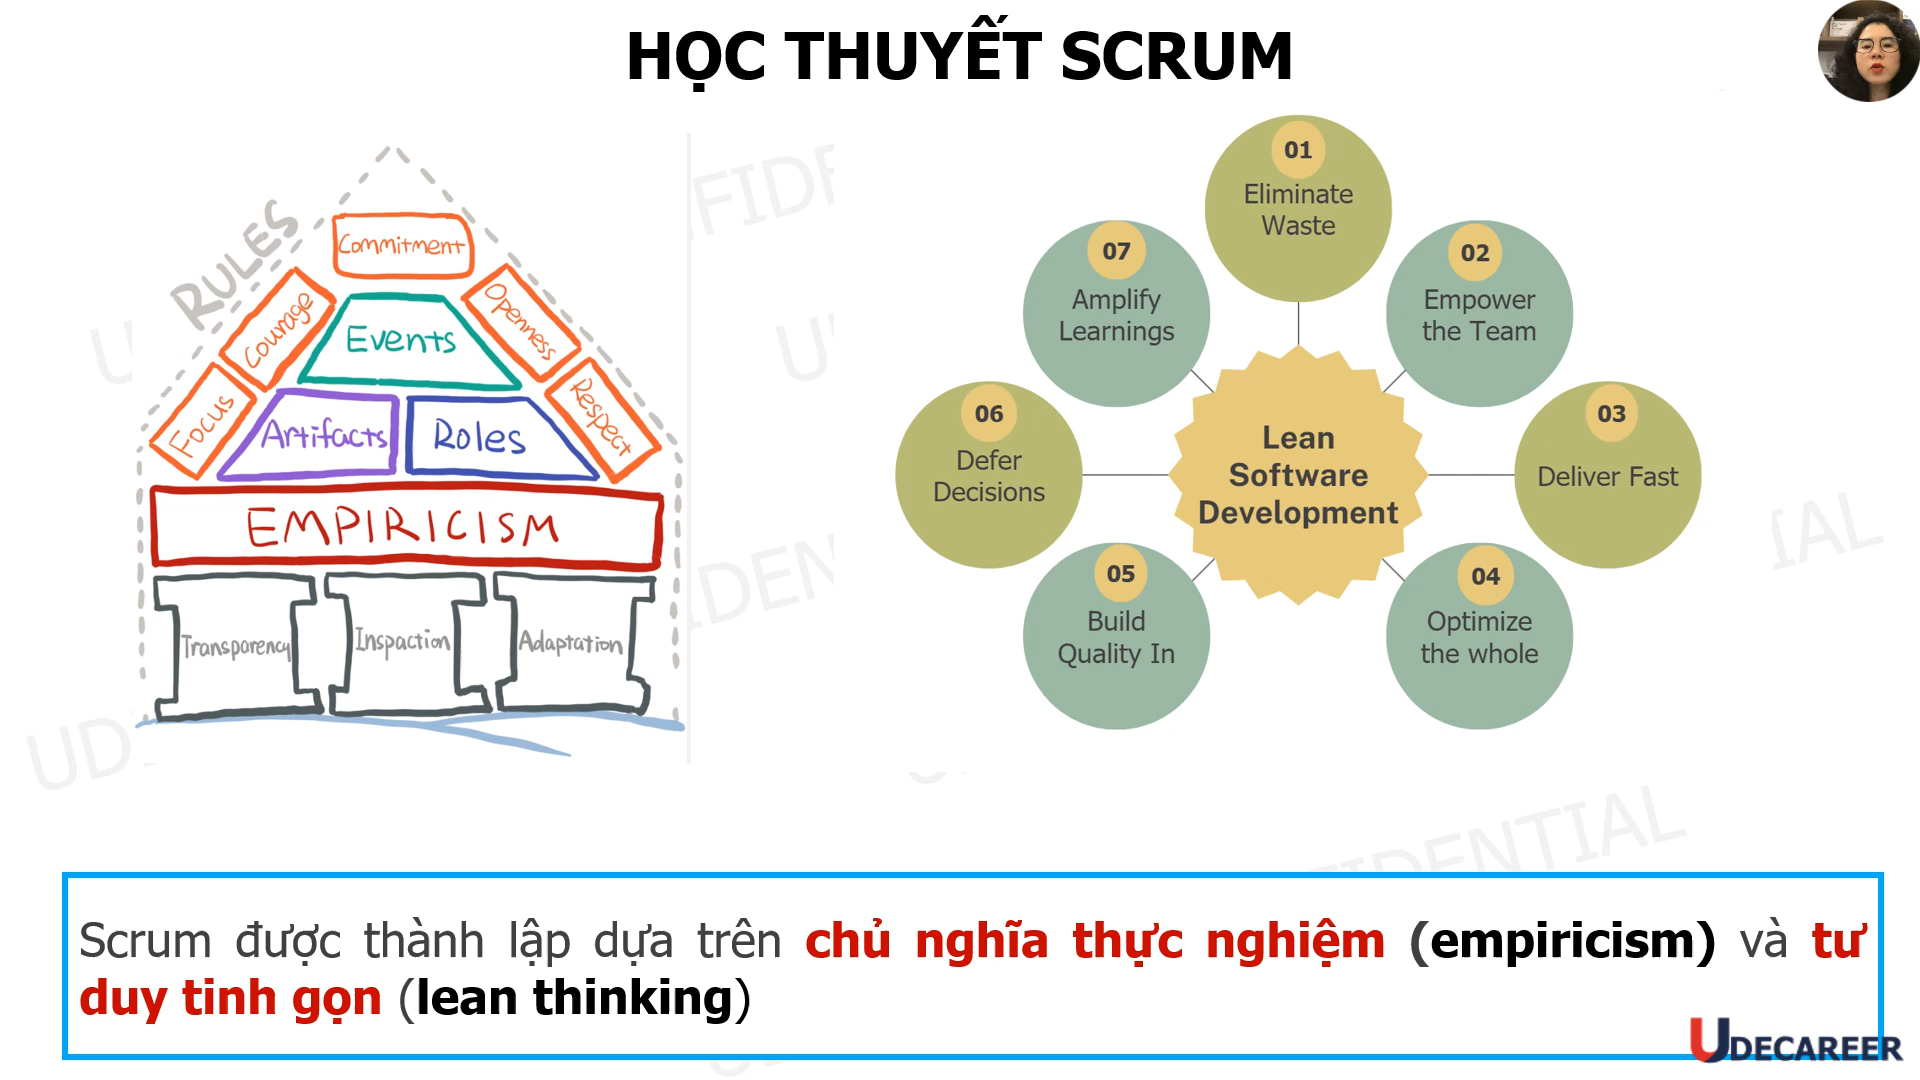 HỌC THUYẾT SCRUM
RULES
Commitment
Courage
Openness
Events
Focus
Artifacts
Roles
Respect
EMPIRICISM
Transparency
Inspaction
Adaptation
01
Eliminate
Waste
02
Empower
the Team
03
Deliver Fast
04
Optimize
the whole
05
Build
Quality In
06
Defer
Decisions
07
Amplify
Learnings
Lean
Software
Development
Scrum được thành lập dựa trên chủ nghĩa thực nghiệm (empiricism) và tư
duy tinh gọn (lean thinking)
UDECAREER